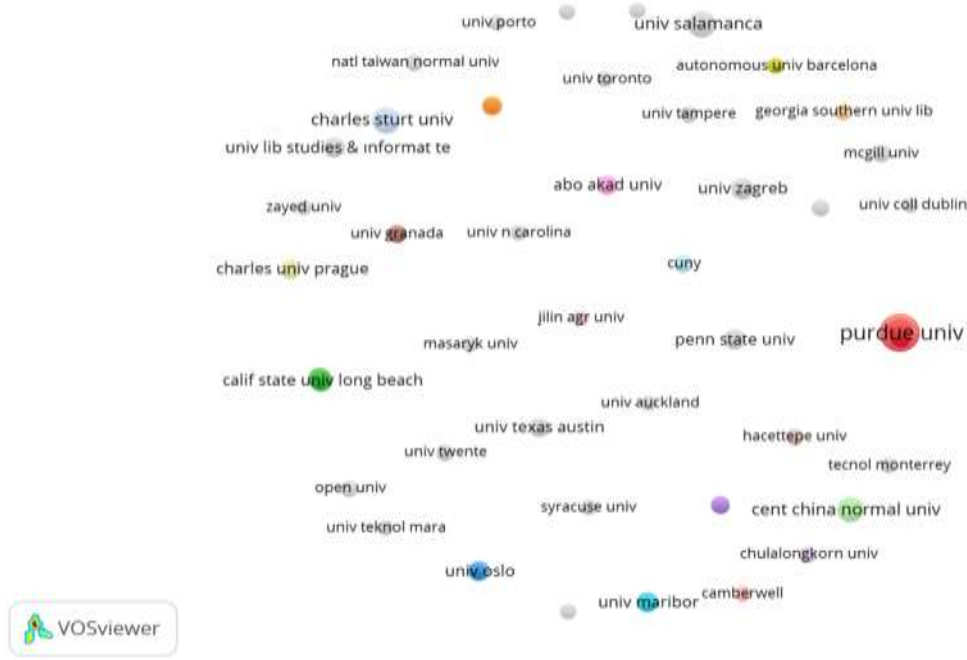 univ porto
univ salamanca
natl taiwan normal univ
autonomous univ barcelona
univ toronto
charles sturt univ
univ tampere
georgia southern univ lib
univ lib studies & informat te
mcgill univ
abo akad univ
univ zagreb
zayed univ
univ coll dublin
univ granada
univ n carolina
cuny
charles univ prague
jilin agr univ
purdue univ
penn state univ
masaryk univ
calif state univ long beach
univ auckland
univ texas austin
hacettepe univ
univ twente
tecnol monterrey
open univ
syracuse univ
cent china normal univ
univ teknol mara
chulalongkorn univ
univ oslo
camberwell
univ maribor
VOSviewer